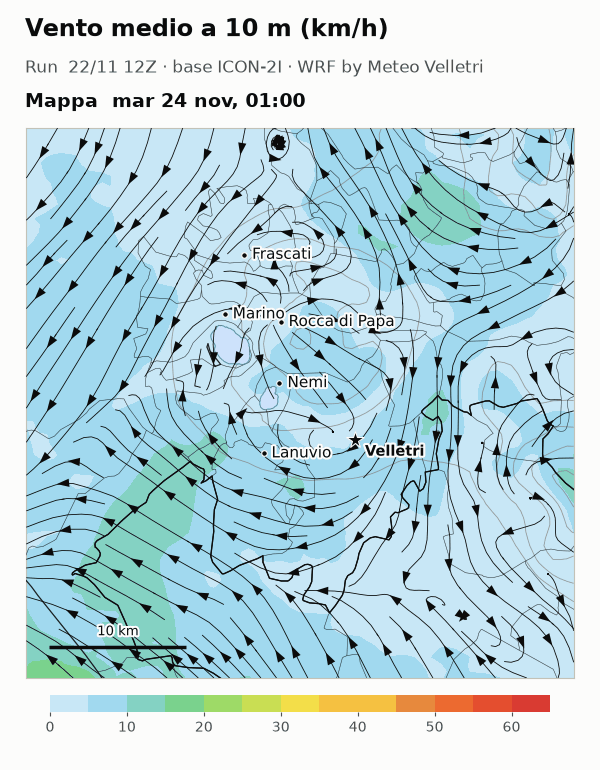 Vento medio a 10 m (km/h)
Run  22/11 12Z · base ICON-2I · WRF by Meteo Velletri
Mappa  mar 24 nov, 01:00
Frascati
Marino
Rocca di Papa
Nemi
Velletri
Lanuvio
10 km
0 10 20 30 40 50 60